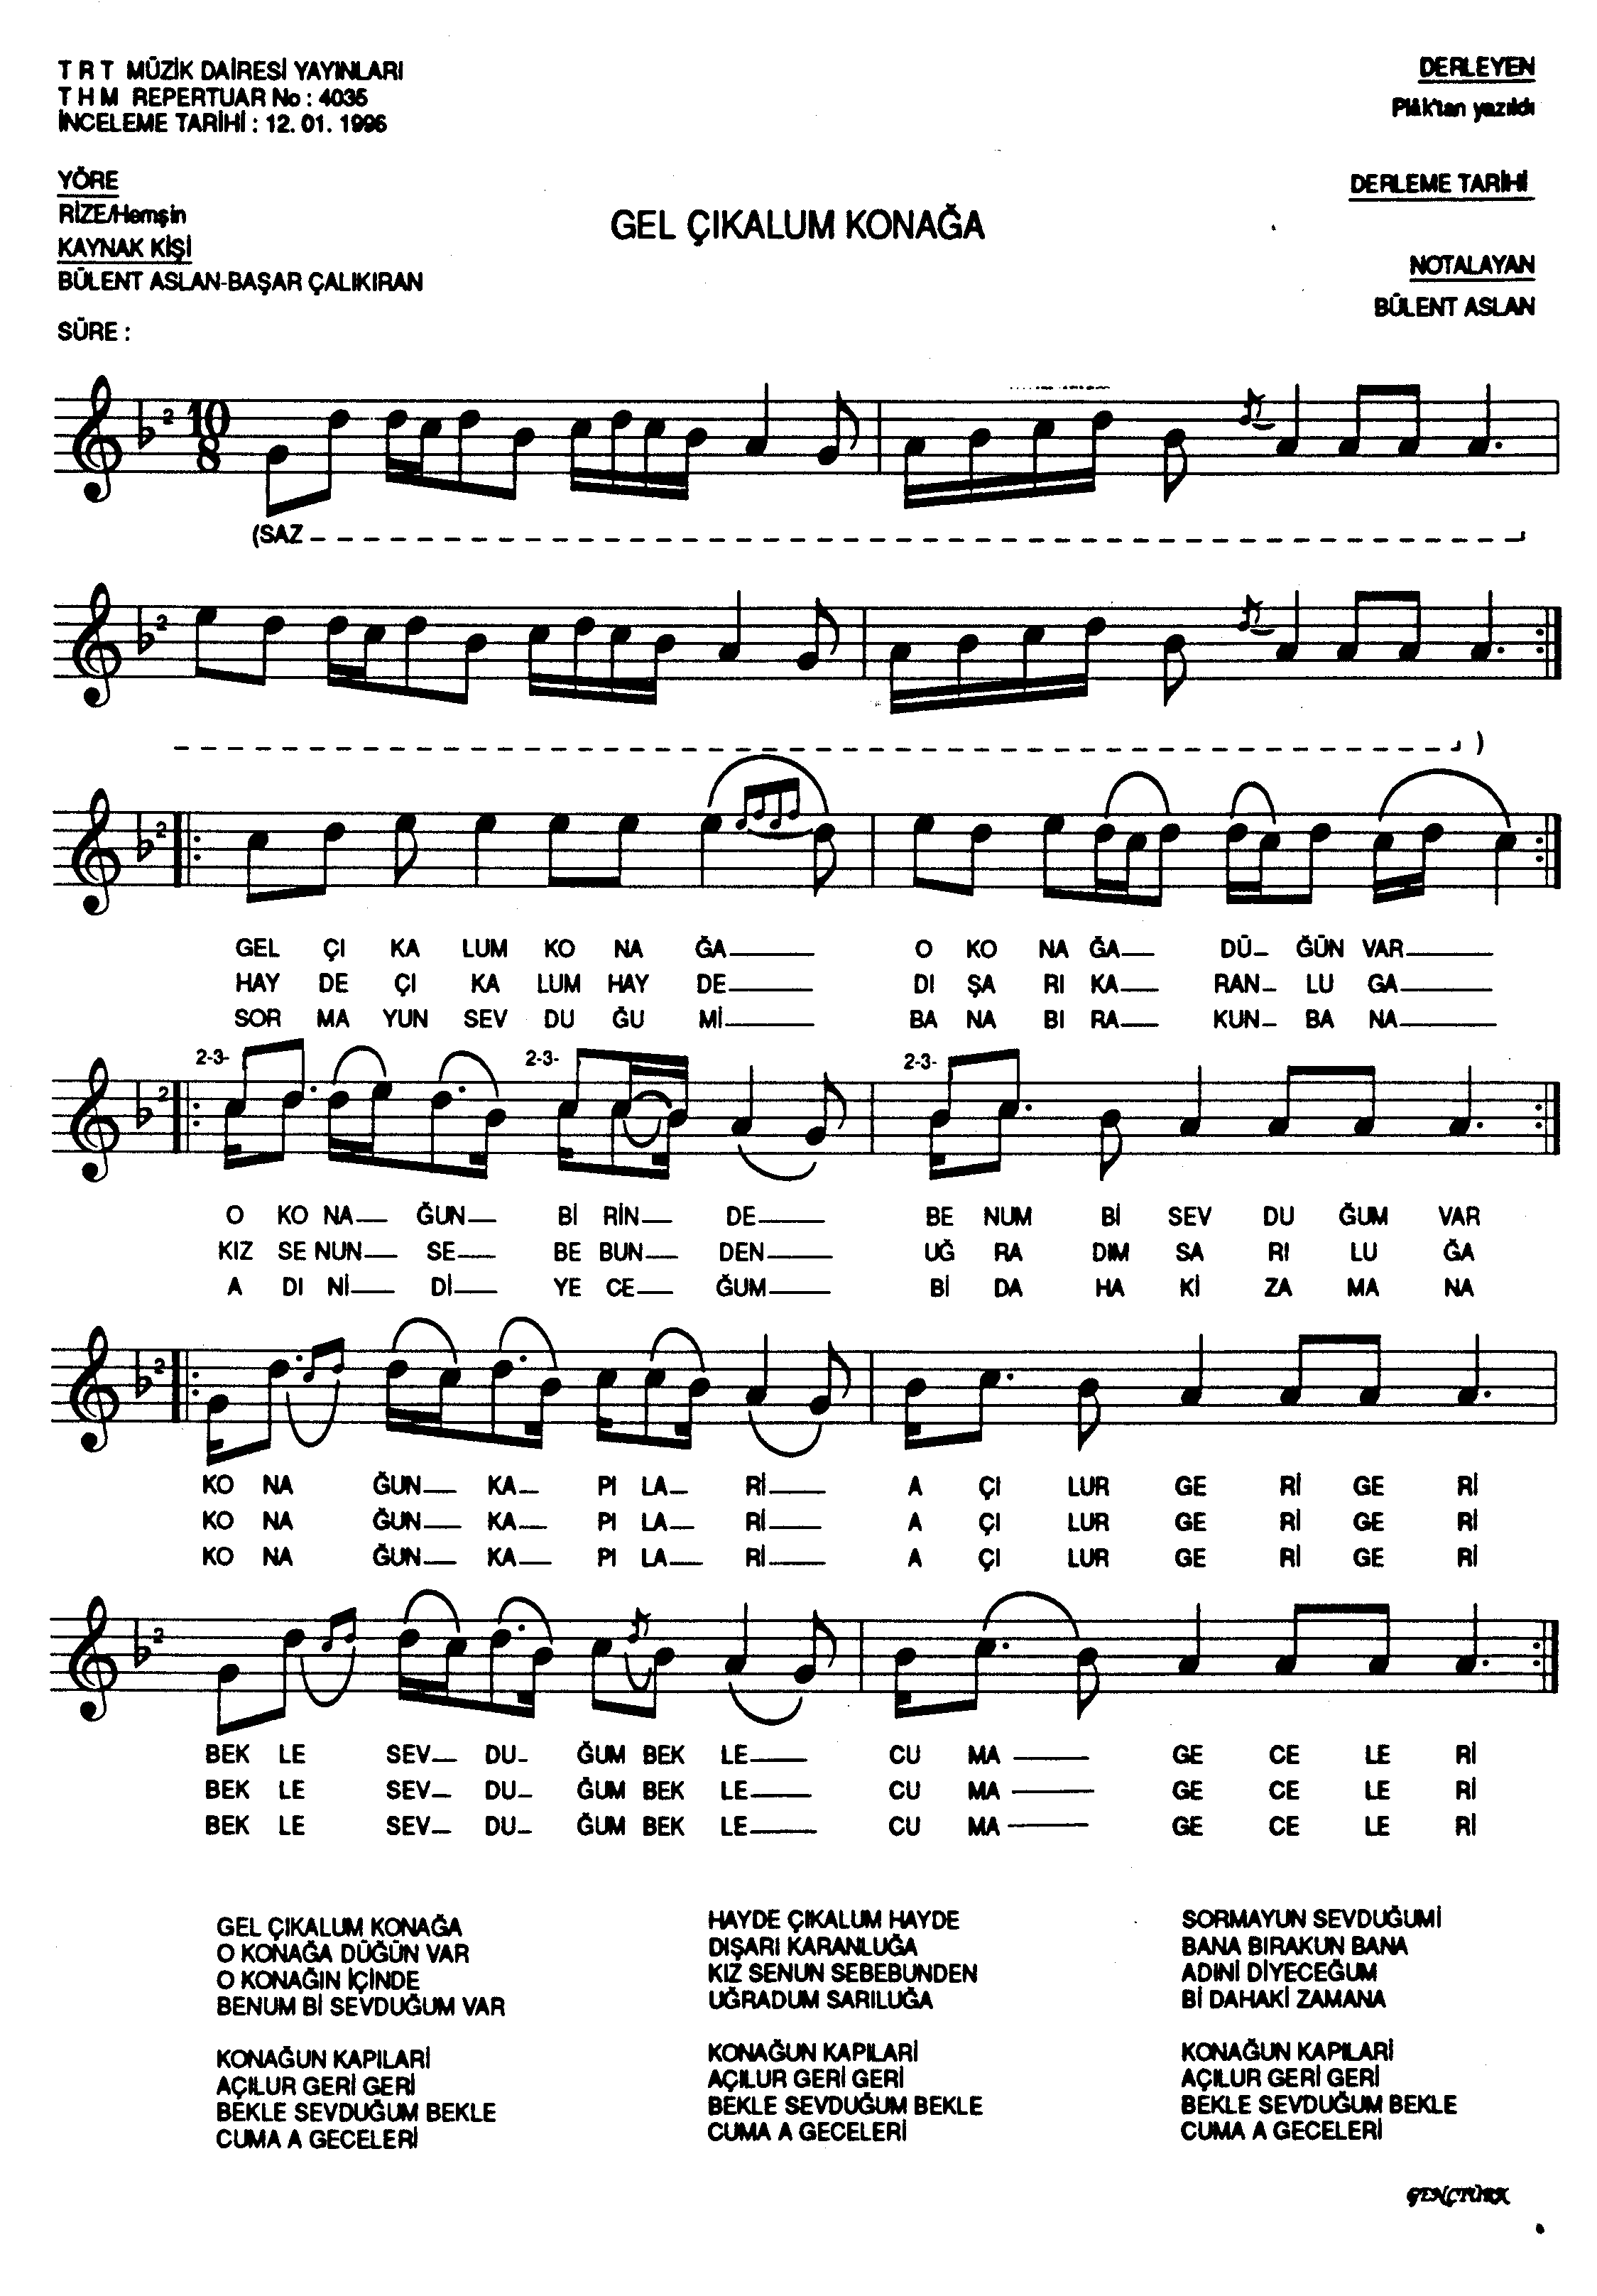 T R T MÜZİK DAİRESİ YAYINLARI
T H M REPERTUAR No : 4035
İNCELEME TARİHİ : 12. 01. 1996
DERLEYEN
Plâk'tan yazıldı
YÖRE
RİZE/Hemşin
KAYNAK KİŞİ
BÜLENT ASLAN-BAŞAR ÇALIKIRAN
SÜRE :
GEL ÇIKALUM KONAĞA
DERLEME TARİHİ
NOTALAYAN
BÜLENT ASLAN
2 10 8
(SAZ
2
)
2
GEL ÇI KA LUM KO NA ĞA O KO NA ĞA DÜ ĞÜN VAR
HAY DE ÇI KA LUM HAY DE DI ŞA RI KA RAN LU GA
SOR MA YUN SEV DU ĞU Mİ BA NA BI RA KUN BA NA
2-3- 2-3- 2-3-
2
O KO NA ĞUN Bİ RİN DE BE NUM Bİ SEV DU ĞUM VAR
KIZ SE NUN SE BE BUN DEN UĞ RA DIM SA RI LU ĞA
A DI Nİ Dİ YE CE ĞUM Bİ DA HA Kİ ZA MA NA
2
KO NA ĞUN KA PI LA Rİ A ÇI LUR GE Rİ GE Rİ
KO NA ĞUN KA PI LA Rİ A ÇI LUR GE Rİ GE Rİ
KO NA ĞUN KA PI LA Rİ A ÇI LUR GE Rİ GE Rİ
2
BEK LE SEV DU ĞUM BEK LE CU MA GE CE LE Rİ
BEK LE SEV DU ĞUM BEK LE CU MA GE CE LE Rİ
BEK LE SEV DU ĞUM BEK LE CU MA GE CE LE Rİ
GEL ÇIKALUM KONAĞA
O KONAĞA DÜĞÜN VAR
O KONAĞIN İÇİNDE
BENUM Bİ SEVDUĞUM VAR
KONAĞUN KAPILARİ
AÇILUR GERİ GERİ
BEKLE SEVDUĞUM BEKLE
CUMA A GECELERİ
HAYDE ÇIKALUM HAYDE
DIŞARI KARANLUĞA
KIZ SENUN SEBEBUNDEN
UĞRADUM SARILUĞA
KONAĞUN KAPILARİ
AÇILUR GERİ GERİ
BEKLE SEVDUĞUM BEKLE
CUMA A GECELERİ
SORMAYUN SEVDUĞUMİ
BANA BIRAKUN BANA
ADINİ DİYECEĞUM
Bİ DAHAKİ ZAMANA
KONAĞUN KAPILARİ
AÇILUR GERİ GERİ
BEKLE SEVDUĞUM BEKLE
CUMA A GECELERİ
GENÇTÜRK